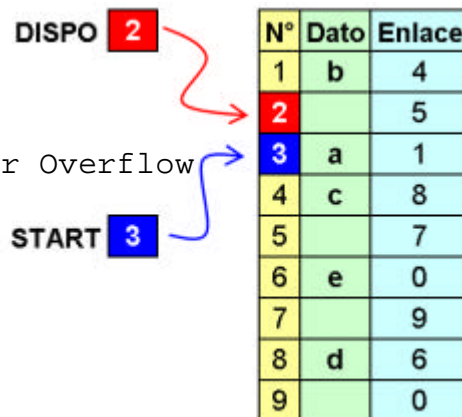 DISPO 2
N° Dato Enlace
1 b 4
2 5
r Overflow
3 a 1
4 c 8
START 3
5 7
6 e 0
7 9
8 d 6
9 0